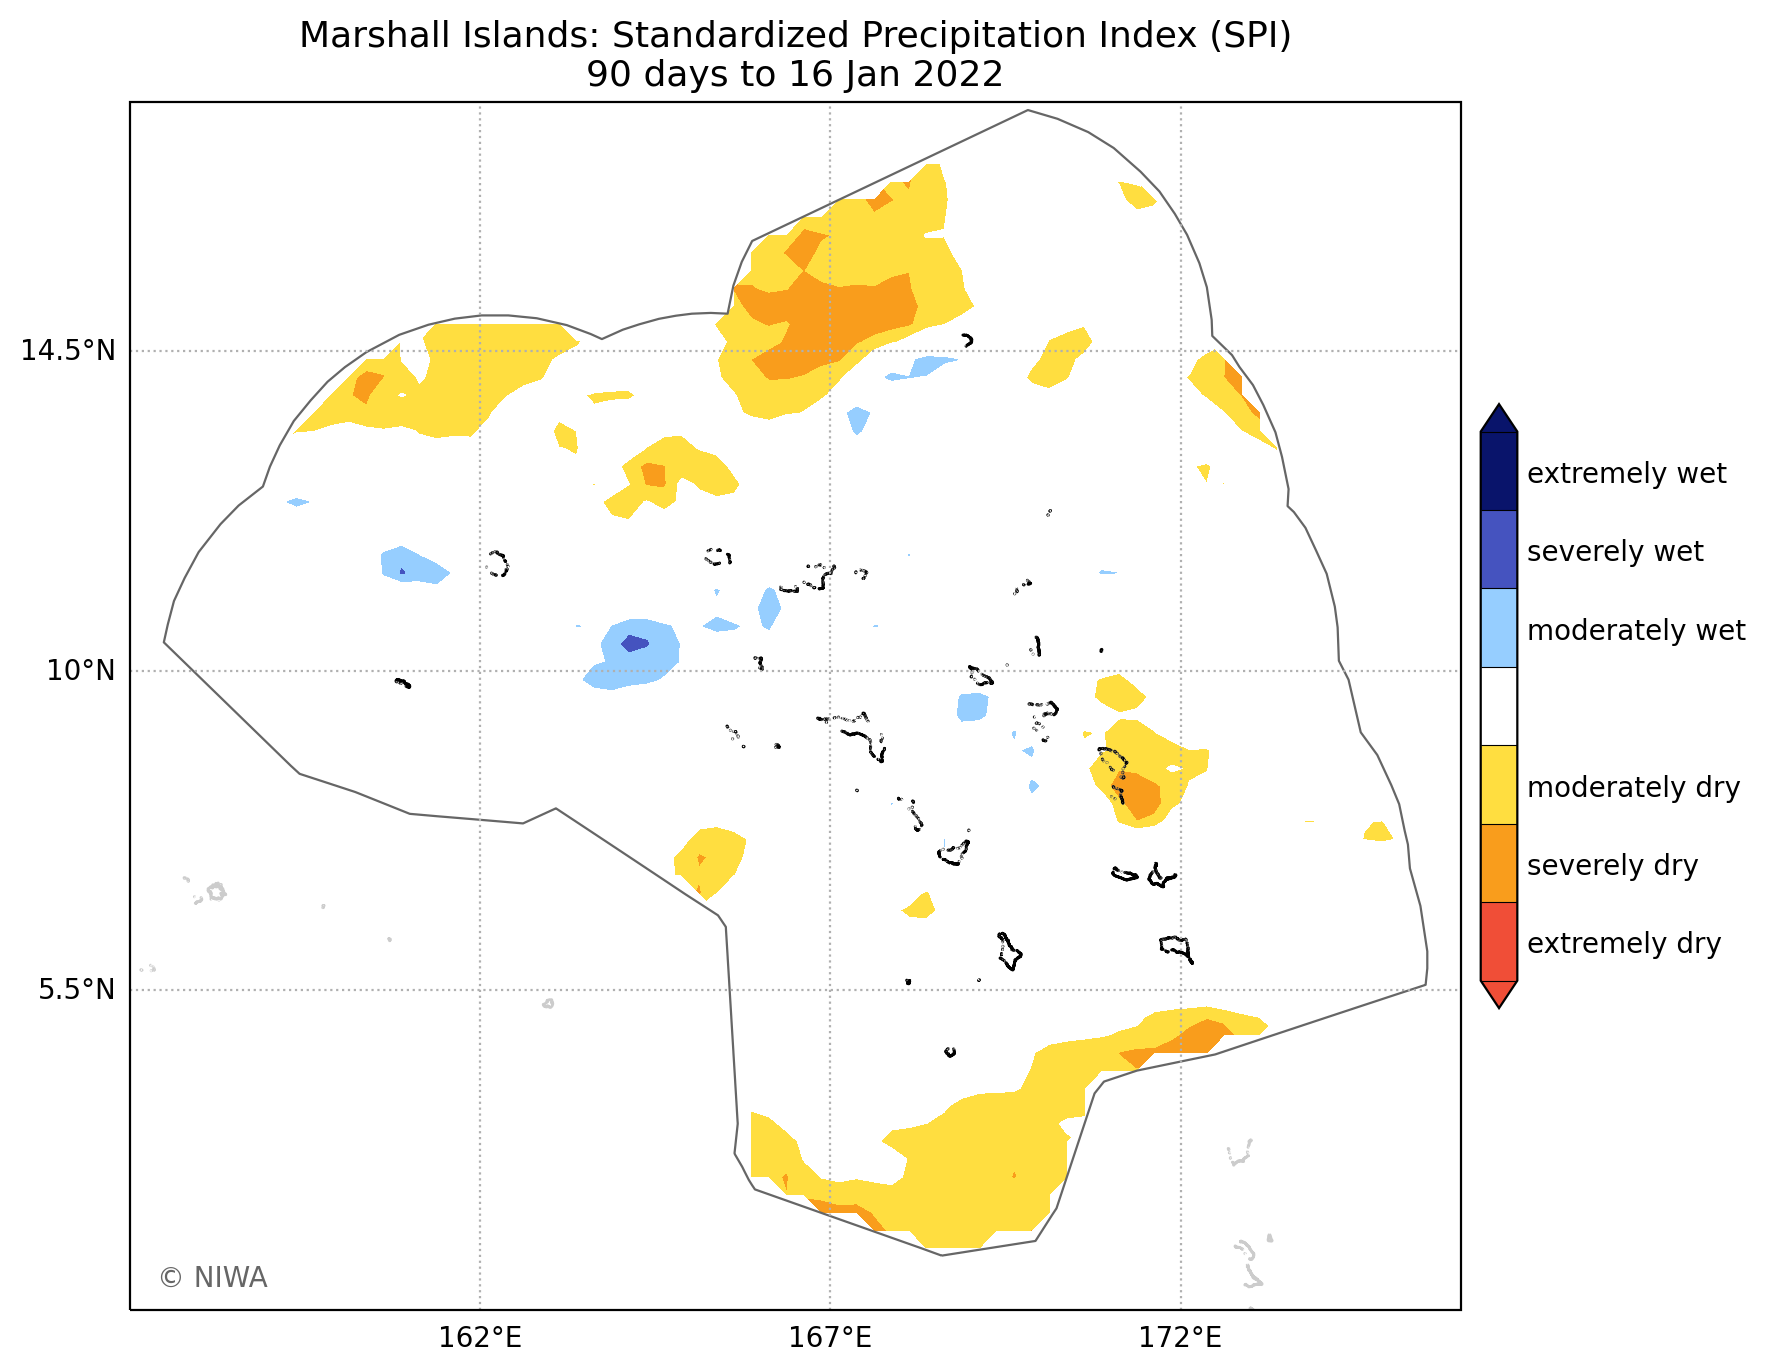 Marshall Islands: Standardized Precipitation Index (SPI)
90 days to 16 Jan 2022
14.5°N
10°N
5.5°N
162°E
167°E
172°E
extremely wet
severely wet
moderately wet
moderately dry
severely dry
extremely dry
© NIWA